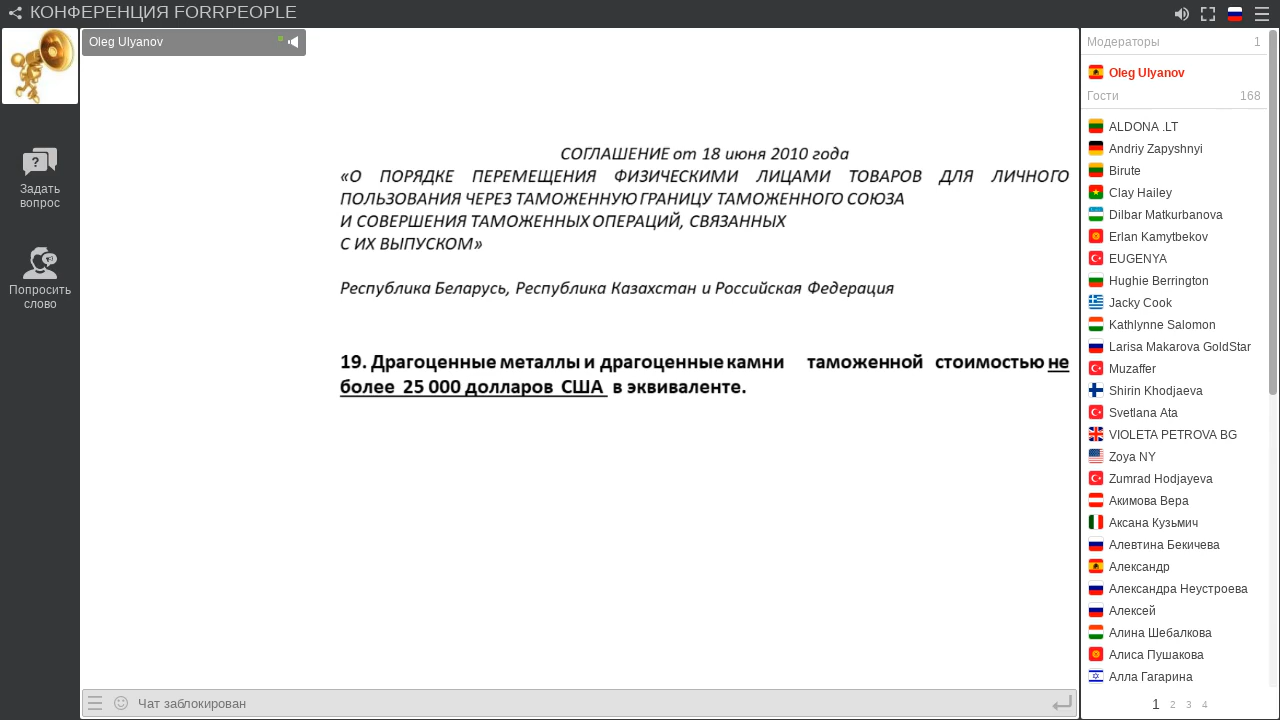 КОНФЕРЕНЦИЯ FORRPEOPLE
Oleg Ulyanov
Задать
вопрос
Попросить
слово
СОГЛАШЕНИЕ от 18 июня 2010 года
«О ПОРЯДКЕ ПЕРЕМЕЩЕНИЯ ФИЗИЧЕСКИМИ ЛИЦАМИ ТОВАРОВ ДЛЯ ЛИЧНОГО
ПОЛЬЗОВАНИЯ ЧЕРЕЗ ТАМОЖЕННУЮ ГРАНИЦУ ТАМОЖЕННОГО СОЮЗА
И СОВЕРШЕНИЯ ТАМОЖЕННЫХ ОПЕРАЦИЙ, СВЯЗАННЫХ
С ИХ ВЫПУСКОМ»
Республика Беларусь, Республика Казахстан и Российская Федерация
19. Драгоценные металлы и драгоценные камни таможенной стоимостью не
более 25 000 долларов США в эквиваленте.
Чат заблокирован
Модераторы 1
Oleg Ulyanov
Гости 168
ALDONA .LT
Andriy Zapyshnyi
Birute
Clay Hailey
Dilbar Matkurbanova
Erlan Kamytbekov
EUGENYA
Hughie Berrington
Jacky Cook
Kathlynne Salomon
Larisa Makarova GoldStar
Muzaffer
Shirin Khodjaeva
Svetlana Ata
VIOLETA PETROVA BG
Zoya NY
Zumrad Hodjayeva
Акимова Вера
Аксана Кузьмич
Алевтина Бекичева
Александр
Александра Неустроева
Алексей
Алина Шебалкова
Алиса Пушакова
Алла Гагарина
1 2 3 4